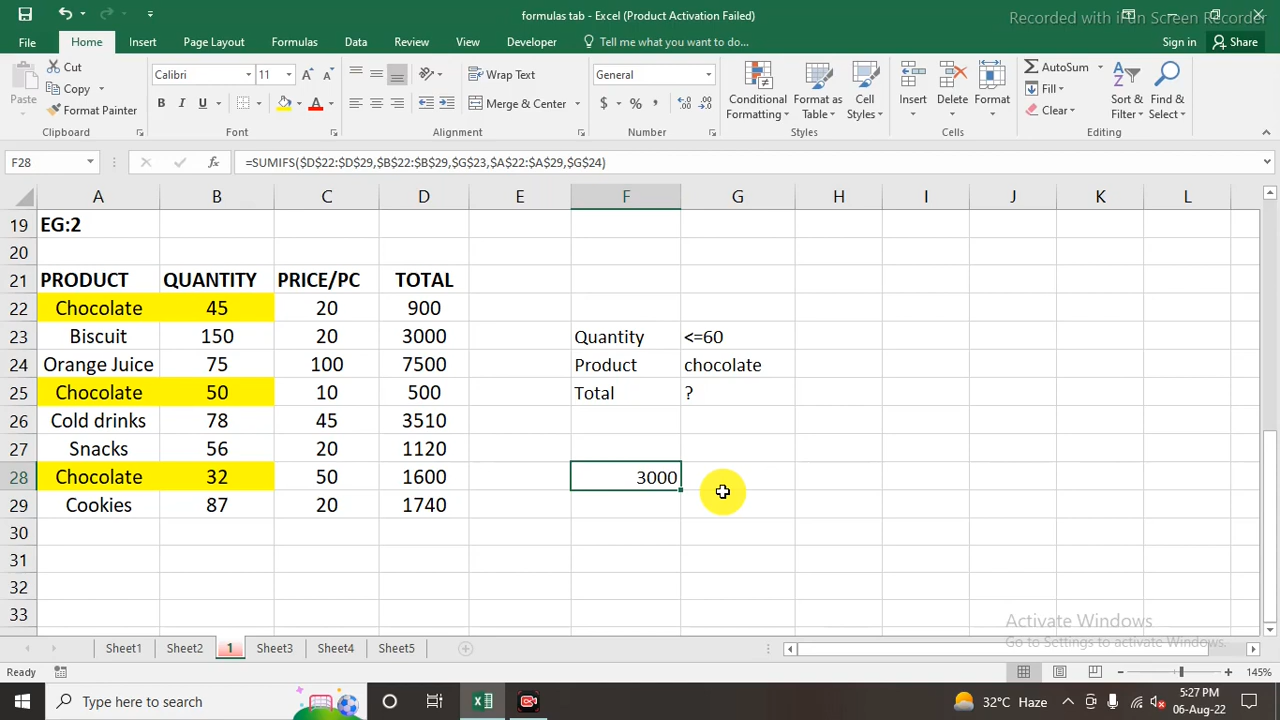 formulas tab - Excel (Product Activation Failed)
Recorded with iFun Screen Recorder
File Home Insert Page Layout Formulas Data Review View Developer Tell me what you want to do... Sign in Share
Paste
Cut
Copy
Format Painter
Clipboard
Calibri 11
B I U A
Font
Wrap Text
Merge & Center
Alignment
General
$ % ,
Number
Conditional Formatting
Format as Table
Cell Styles
Styles
Insert Delete Format
Cells
AutoSum
Fill
Clear
Sort & Filter
Find & Select
Editing
F28 fx =SUMIFS($D$22:$D$29,$B$22:$B$29,$G$23,$A$22:$A$29,$G$24)
A B C D E F G H I J K L
19 EG:2
20
21 PRODUCT QUANTITY PRICE/PC TOTAL
22 Chocolate 45 20 900
23 Biscuit 150 20 3000 Quantity <=60
24 Orange Juice 75 100 7500 Product chocolate
25 Chocolate 50 10 500 Total ?
26 Cold drinks 78 45 3510
27 Snacks 56 20 1120
28 Chocolate 32 50 1600 3000
29 Cookies 87 20 1740
30
31
32
33
Activate Windows
Go to Settings to activate Windows.
Sheet1 Sheet2 1 Sheet3 Sheet4 Sheet5
Ready 145%
Type here to search
32°C Haze
5:27 PM
06-Aug-22